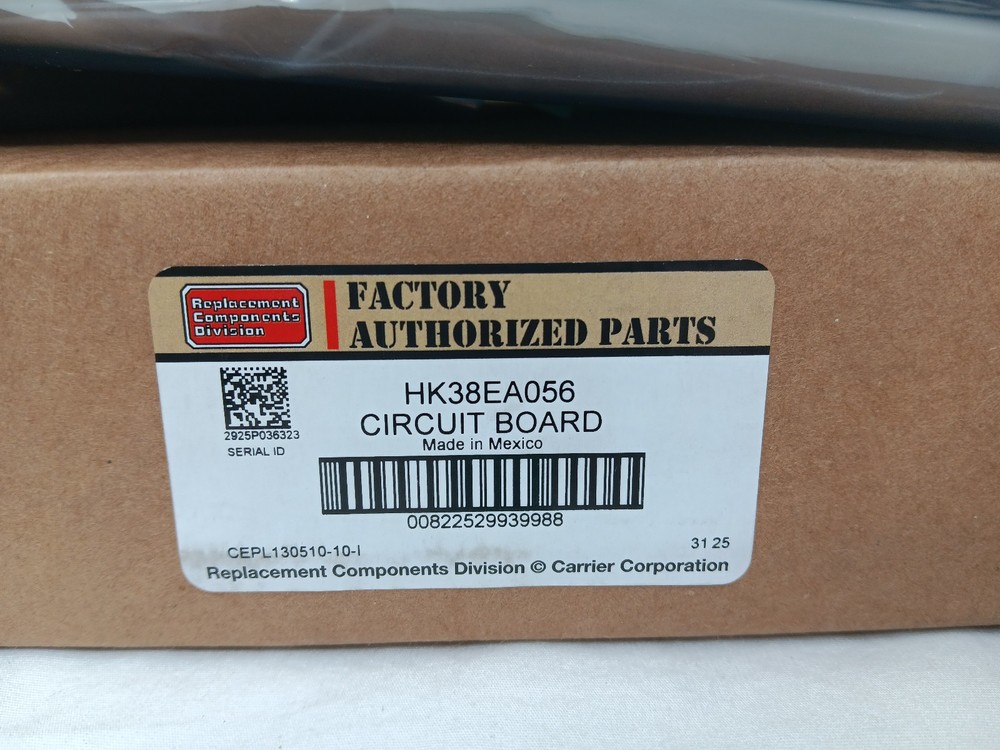 Replacement
Components
Division
FACTORY
AUTHORIZED PARTS
HK38EA056
CIRCUIT BOARD
Made in Mexico
2925P036323
SERIAL ID
00822529939988
CEPL130510-10-I
31 25
Replacement Components Division © Carrier Corporation